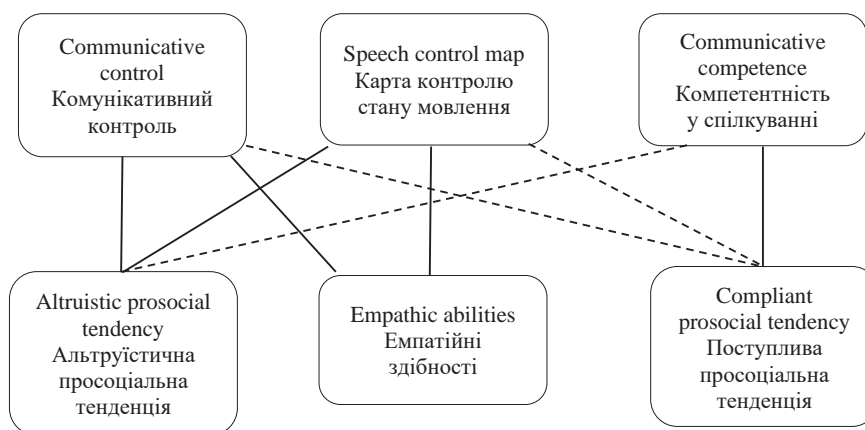 Communicative
control
Комунікативний
контроль
Speech control map
Карта контролю
стану мовлення
Communicative
competence
Компетентність
у спілкуванні
Altruistic prosocial
tendency
Альтруїстична
просоціальна
тенденція
Empathic abilities
Емпатійні
здібності
Compliant
prosocial tendency
Поступлива
просоціальна
тенденція